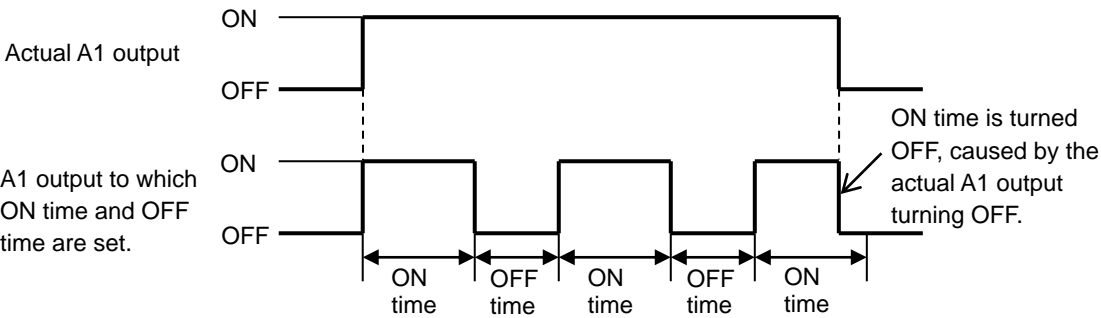 ON
Actual A1 output
OFF
ON time is turned
OFF, caused by the
actual A1 output
turning OFF.
ON
A1 output to which
ON time and OFF
time are set.
OFF
ON
time
OFF
time
ON
time
OFF
time
ON
time